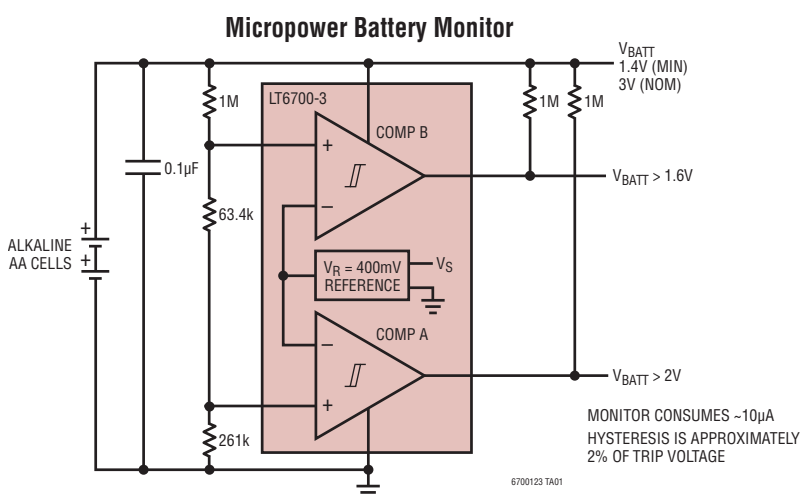 Micropower Battery Monitor
VBATT
1.4V (MIN)
3V (NOM)
LT6700-3
1M
COMP B
1M
1M
+
0.1µF
–
VBATT > 1.6V
63.4k
+
ALKALINE
AA CELLS
+
VR = 400mV
REFERENCE
VS
COMP A
–
VBATT > 2V
+
261k
MONITOR CONSUMES ~10µA
HYSTERESIS IS APPROXIMATELY
2% OF TRIP VOLTAGE
6700123 TA01